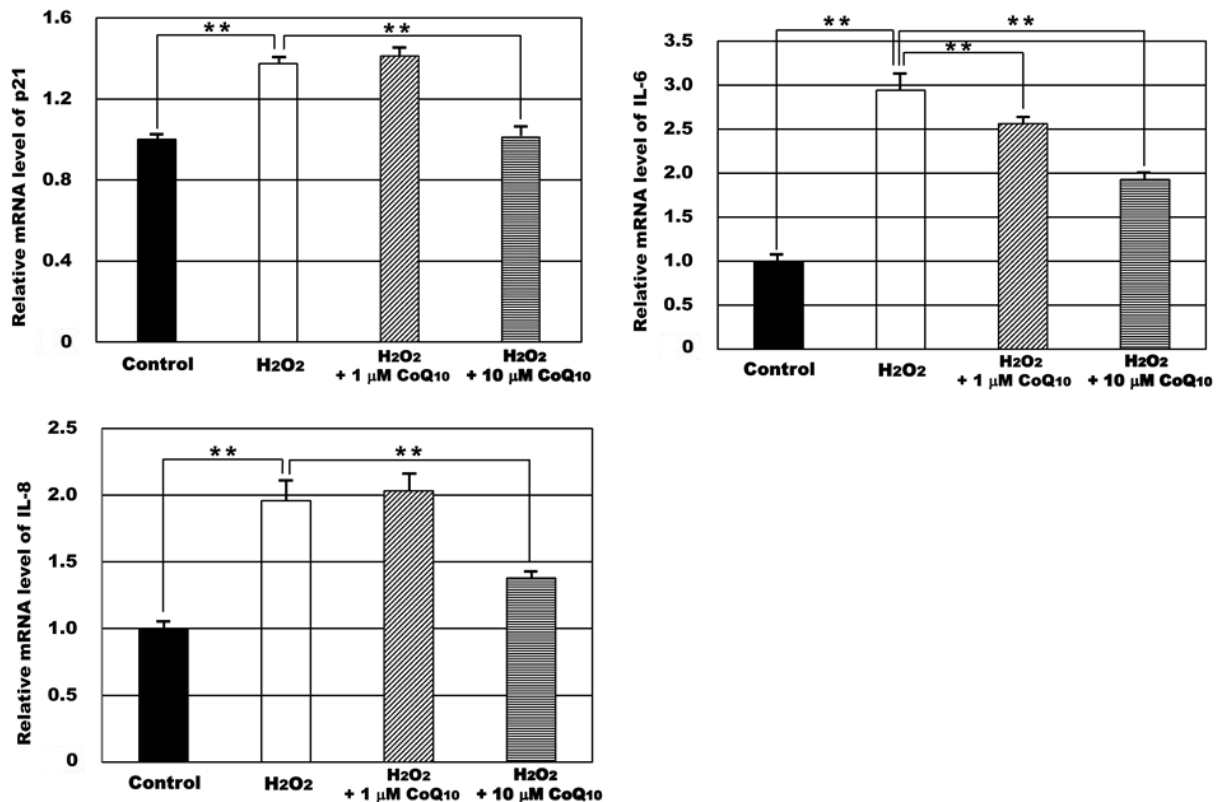 Relative mRNA level of p21
1.6
1.2
0.8
0.4
0
** **
Control
H2O2
H2O2
+ 1 μM CoQ10
H2O2
+ 10 μM CoQ10
Relative mRNA level of IL-6
3.5
3.0
2.5
2.0
1.5
1.0
0.5
0
** **
**
Control
H2O2
H2O2
+ 1 μM CoQ10
H2O2
+ 10 μM CoQ10
Relative mRNA level of IL-8
2.5
2.0
1.5
1.0
0.5
0
** **
Control
H2O2
H2O2
+ 1 μM CoQ10
H2O2
+ 10 μM CoQ10